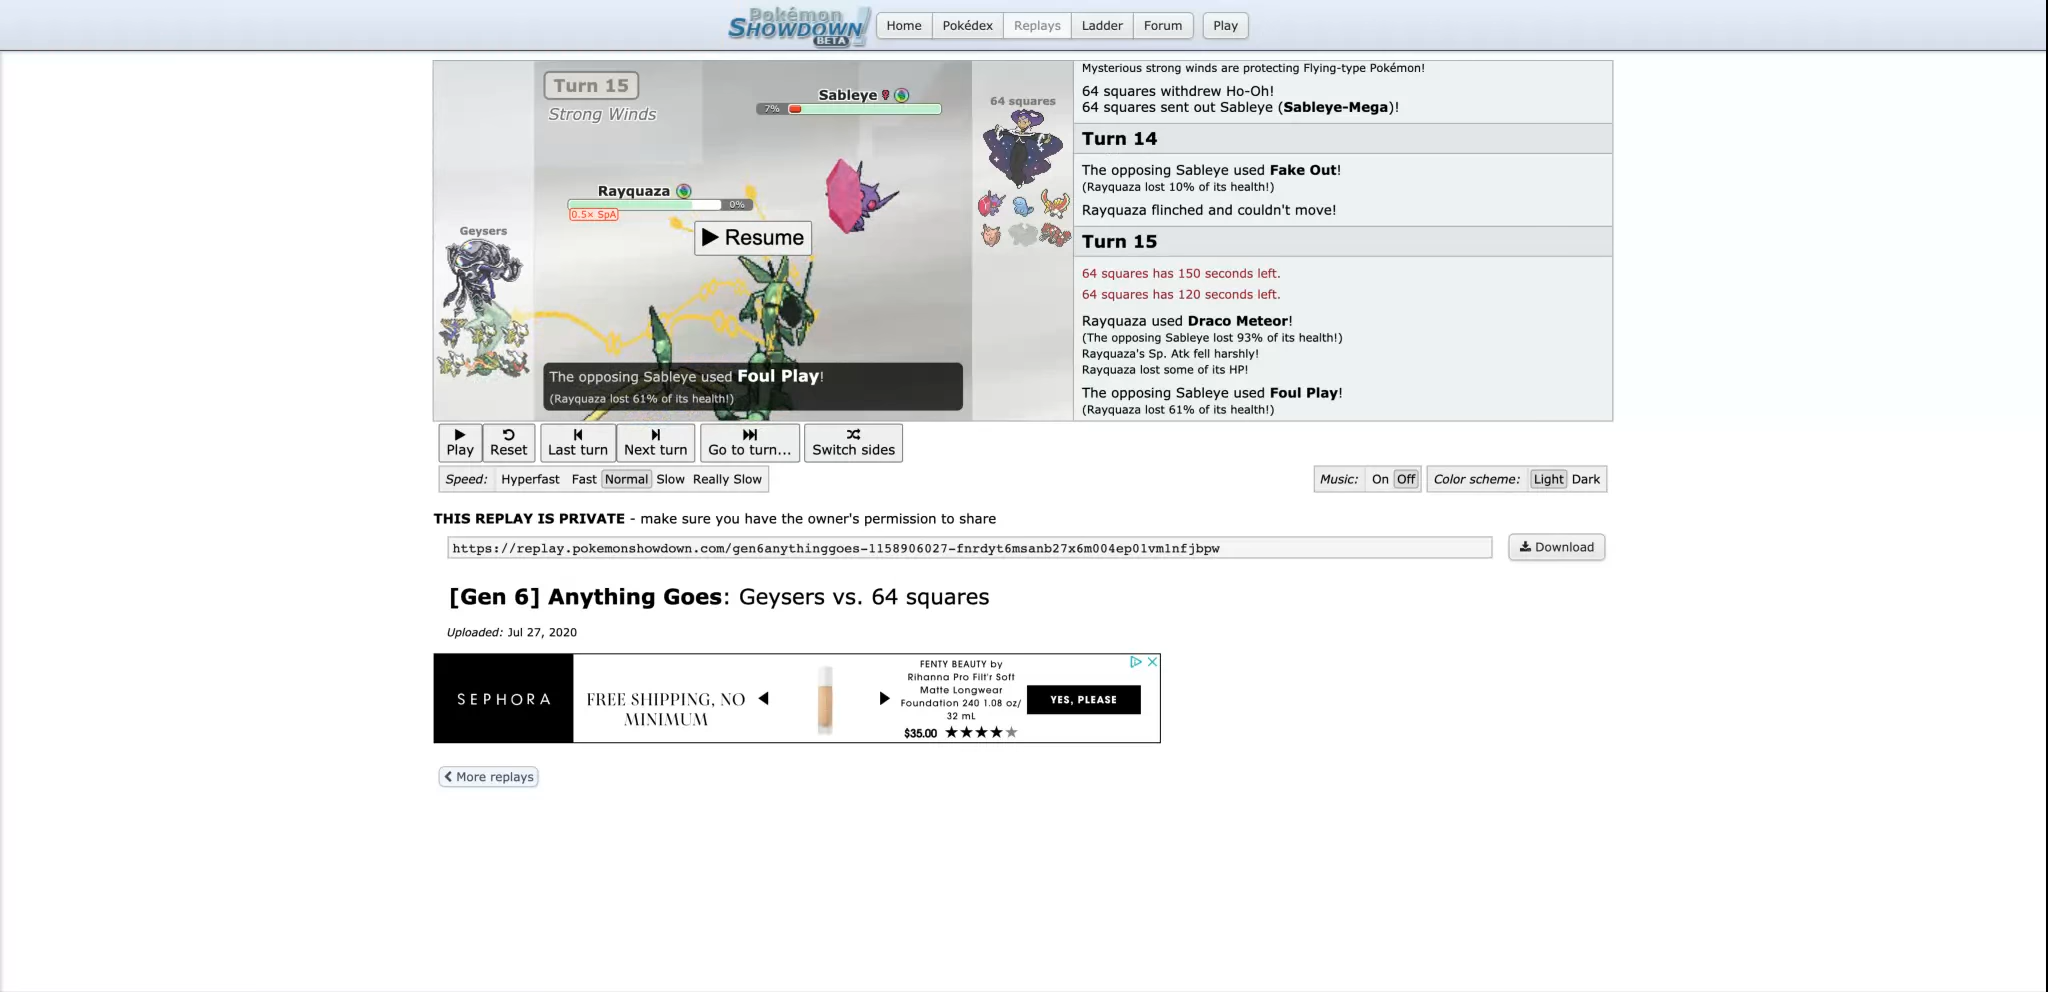 Pokémon
SHOWDOWN!
BETA
Home
Pokédex
Replays
Ladder
Forum
Play
Turn 15
Strong Winds
Sableye
7%
Rayquaza
0%
0.5× SpA
Resume
Geysers
64 squares
The opposing Sableye used Foul Play!
(Rayquaza lost 61% of its health!)
Mysterious strong winds are protecting Flying-type Pokémon!
64 squares withdrew Ho-Oh!
64 squares sent out Sableye (Sableye-Mega)!
Turn 14
The opposing Sableye used Fake Out!
(Rayquaza lost 10% of its health!)
Rayquaza flinched and couldn't move!
Turn 15
64 squares has 150 seconds left.
64 squares has 120 seconds left.
Rayquaza used Draco Meteor!
(The opposing Sableye lost 93% of its health!)
Rayquaza's Sp. Atk fell harshly!
Rayquaza lost some of its HP!
The opposing Sableye used Foul Play!
(Rayquaza lost 61% of its health!)
Play
Reset
Last turn
Next turn
Go to turn...
Switch sides
Speed: Hyperfast Fast Normal Slow Really Slow
Music: On Off
Color scheme: Light Dark
THIS REPLAY IS PRIVATE - make sure you have the owner's permission to share
https://replay.pokemonshowdown.com/gen6anythinggoes-1158906027-fnrdyt6msanb27x6m004ep01vm1nfjbpw
Download
[Gen 6] Anything Goes: Geysers vs. 64 squares
Uploaded: Jul 27, 2020
SEPHORA
FREE SHIPPING, NO
MINIMUM
FENTY BEAUTY by
Rihanna Pro Filt'r Soft
Matte Longwear
Foundation 240 1.08 oz/
32 mL
$35.00
YES, PLEASE
More replays